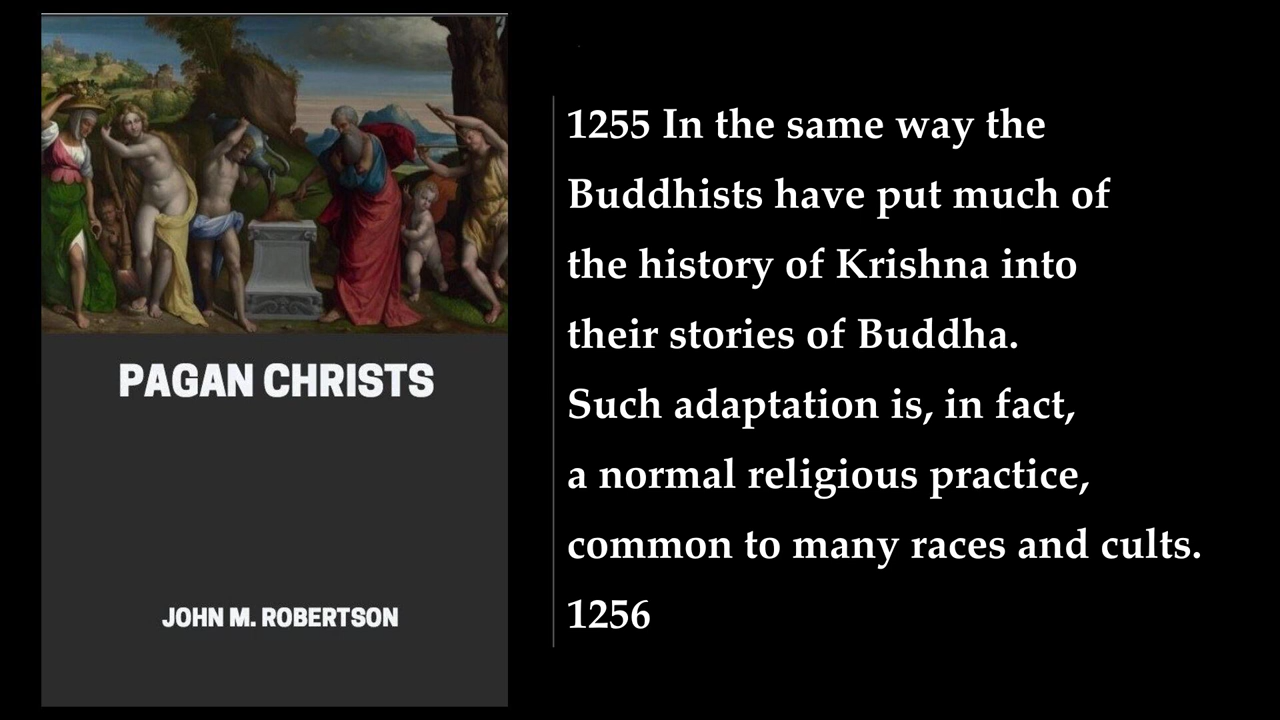 PAGAN CHRISTS
JOHN M. ROBERTSON
1255 In the same way the
Buddhists have put much of
the history of Krishna into
their stories of Buddha.
Such adaptation is, in fact,
a normal religious practice,
common to many races and cults.
1256